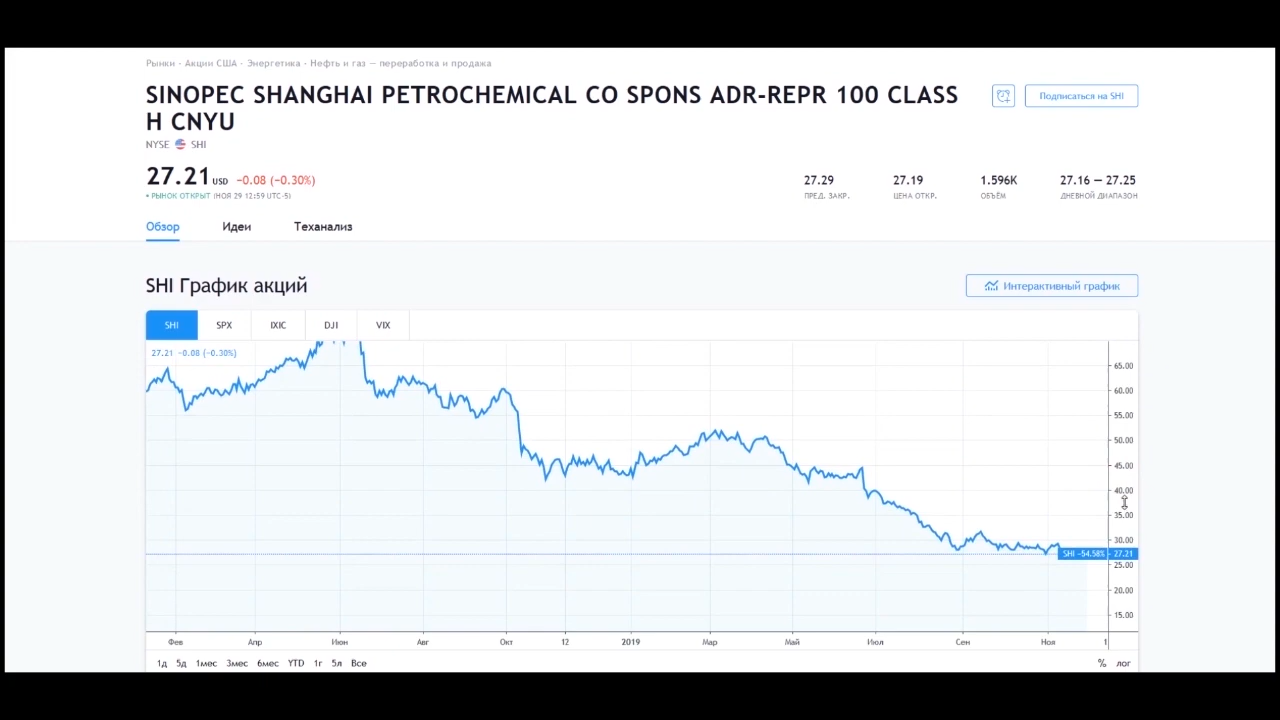 Рынки · Акции США · Энергетика · Нефть и газ — переработка и продажа
SINOPEC SHANGHAI PETROCHEMICAL CO SPONS ADR-REPR 100 CLASS
H CNYU
Подписаться на SHI
NYSE SHI
27.21 USD −0.08 (−0.30%)
• РЫНОК ОТКРЫТ (НОЯ 29 12:59 UTC-5)
27.29 27.19 1.596K 27.16 — 27.25
ПРЕД. ЗАКР. ЦЕНА ОТКР. ОБЪЁМ ДНЕВНОЙ ДИАПАЗОН
Обзор Идеи Теханализ
SHI График акций
Интерактивный график
SHI SPX IXIC DJI VIX
27.21 −0.08 (−0.30%)
65.00
60.00
55.00
50.00
45.00
40.00
35.00
30.00
SHI −54.58% 27.21
25.00
20.00
15.00
Фев Апр Июн Авг Окт 12 2019 Мар Май Июл Сен Ноя 1
1д 5д 1мес 3мес 6мес YTD 1г 5л Все % лог